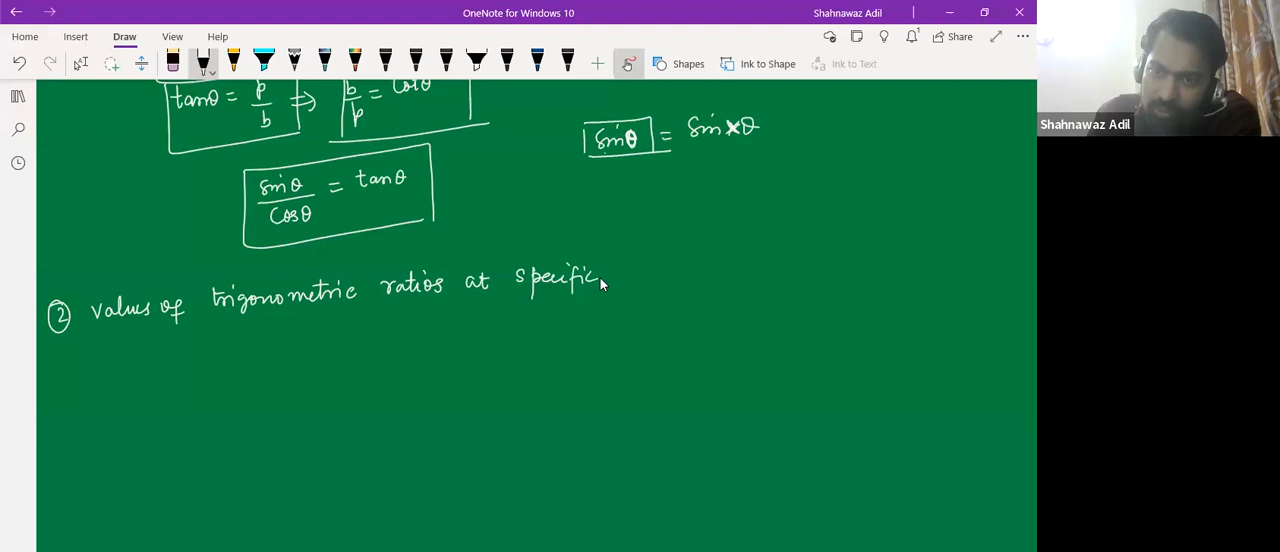 OneNote for Windows 10
Shahnawaz Adil
Home Insert Draw View Help
Share
Shapes Ink to Shape Ink to Text
Shahnawaz Adil
tanθ = p/b ⇒ b/p = cotθ
sinθ = sin×θ
sinθ/cosθ = tanθ
② values of trigonometric ratios at specific